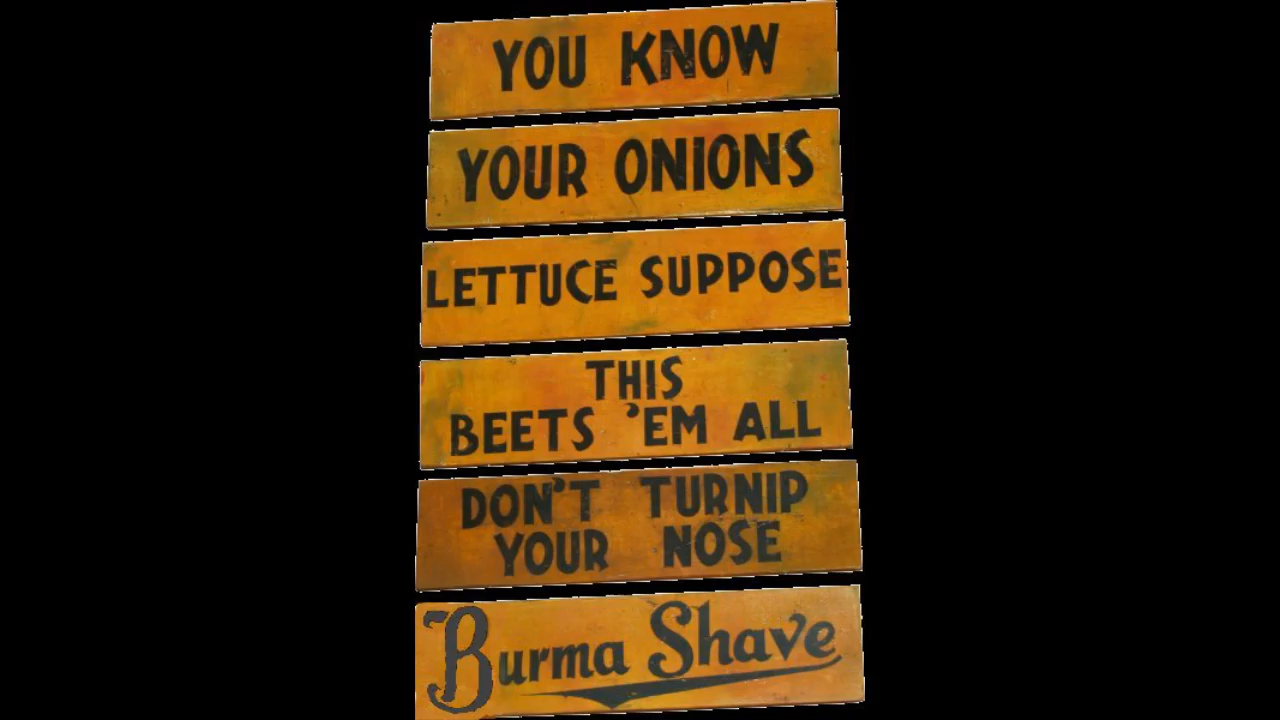 YOU KNOW
YOUR ONIONS
LETTUCE SUPPOSE
THIS
BEETS 'EM ALL
DON'T TURNIP
YOUR NOSE
Burma Shave